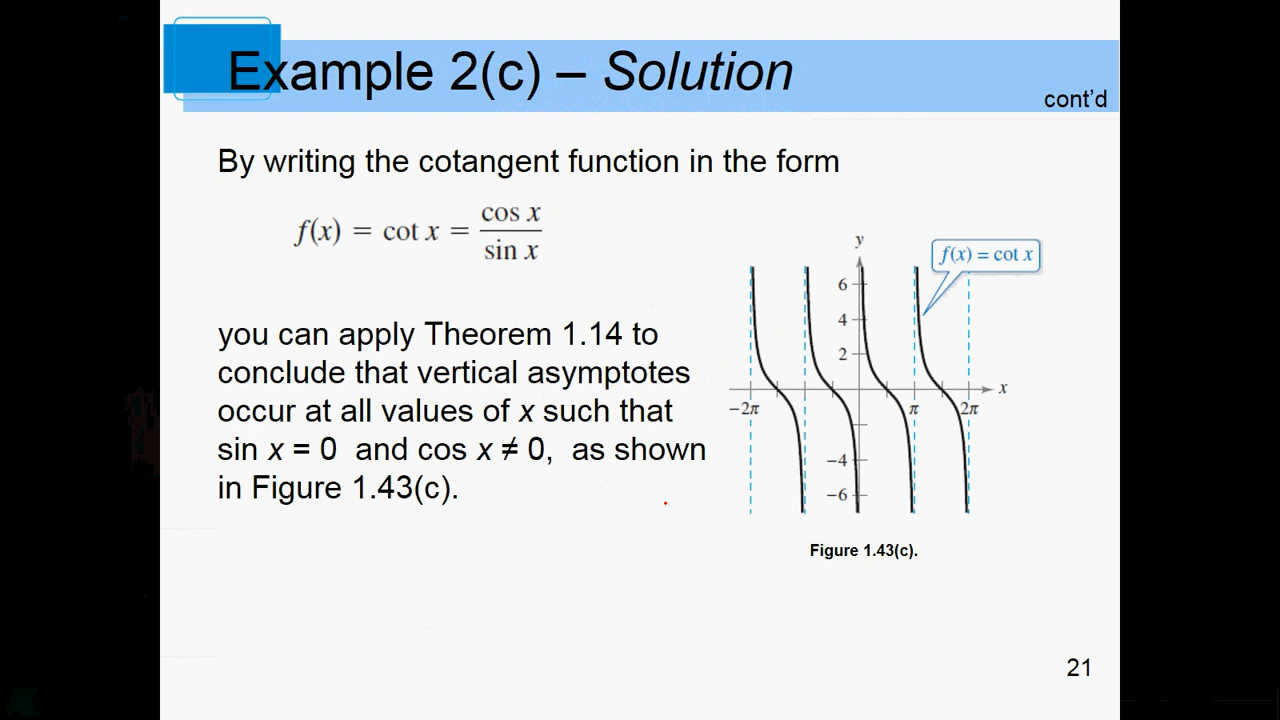 Example 2(c) – Solution
cont'd
By writing the cotangent function in the form
f(x) = cot x = cos x / sin x
you can apply Theorem 1.14 to
conclude that vertical asymptotes
occur at all values of x such that
sin x = 0 and cos x ≠ 0, as shown
in Figure 1.43(c).
y
f(x) = cot x
6
4
2
x
−2π
π
2π
−4
−6
Figure 1.43(c).
21